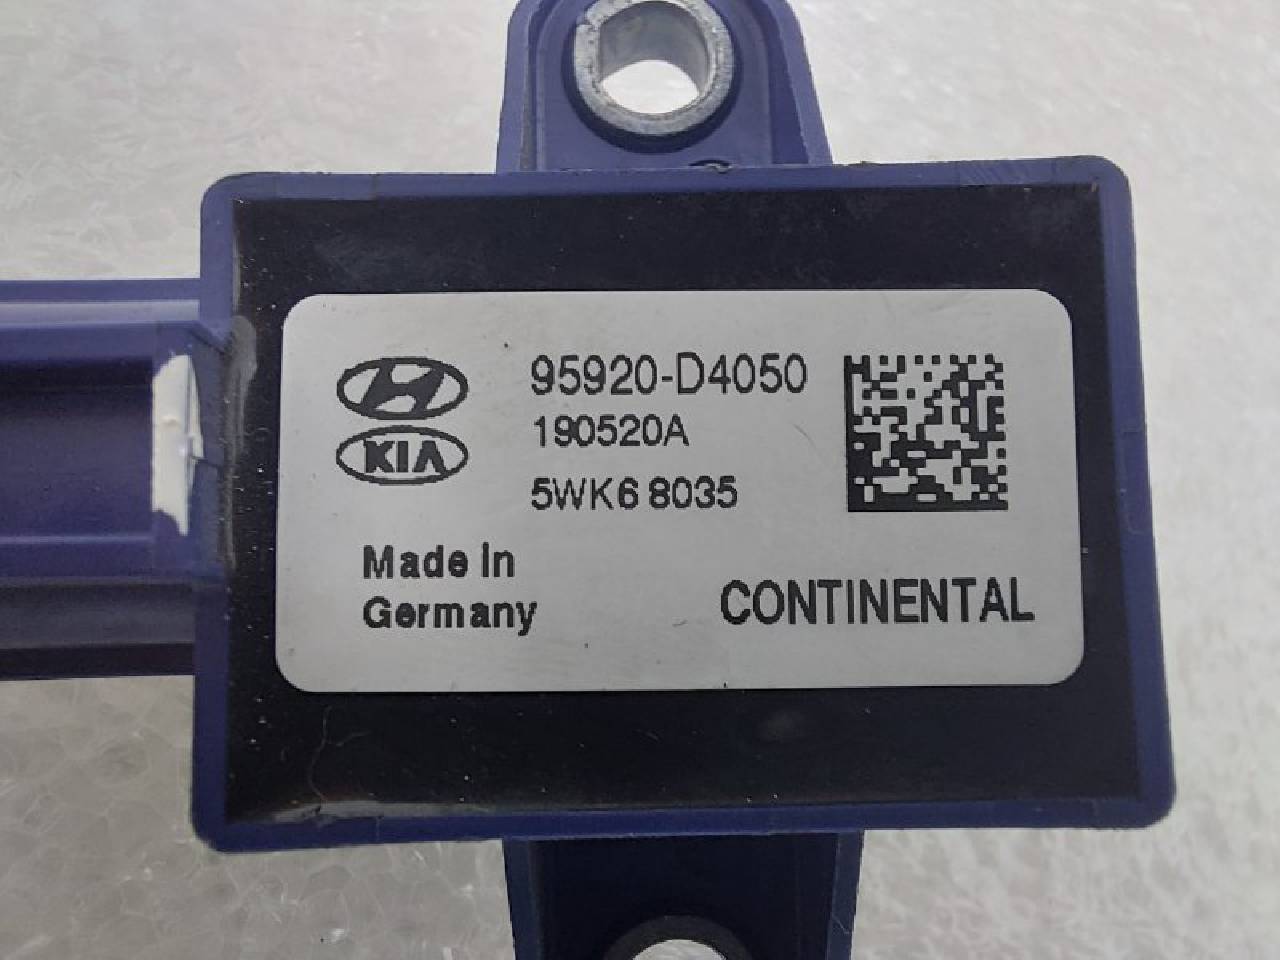 95920-D4050
190520A
KIA
5WK6 8035
Made in
Germany
CONTINENTAL